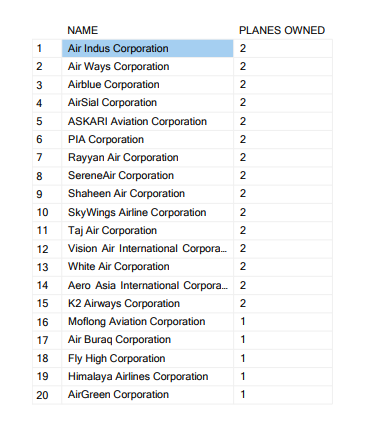 NAME PLANES OWNED
1 Air Indus Corporation 2
2 Air Ways Corporation 2
3 Airblue Corporation 2
4 AirSial Corporation 2
5 ASKARI Aviation Corporation 2
6 PIA Corporation 2
7 Rayyan Air Corporation 2
8 SereneAir Corporation 2
9 Shaheen Air Corporation 2
10 SkyWings Airline Corporation 2
11 Taj Air Corporation 2
12 Vision Air International Corpora... 2
13 White Air Corporation 2
14 Aero Asia International Corpora... 2
15 K2 Airways Corporation 2
16 Moflong Aviation Corporation 1
17 Air Buraq Corporation 1
18 Fly High Corporation 1
19 Himalaya Airlines Corporation 1
20 AirGreen Corporation 1